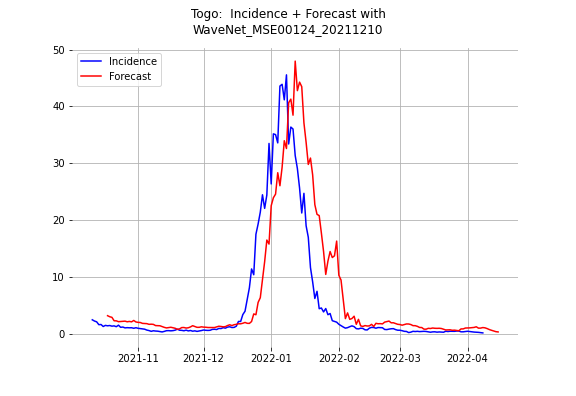 Togo:  Incidence + Forecast with
WaveNet_MSE00124_20211210
50
Incidence
Forecast
40
30
20
10
0
2021-11 2021-12 2022-01 2022-02 2022-03 2022-04